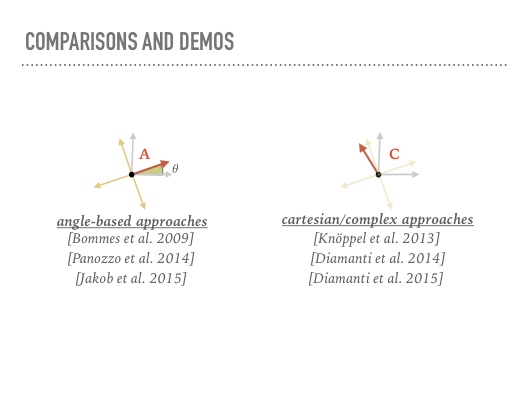 COMPARISONS AND DEMOS
A
θ
angle-based approaches
[Bommes et al. 2009]
[Panozzo et al. 2014]
[Jakob et al. 2015]
C
cartesian/complex approaches
[Knöppel et al. 2013]
[Diamanti et al. 2014]
[Diamanti et al. 2015]